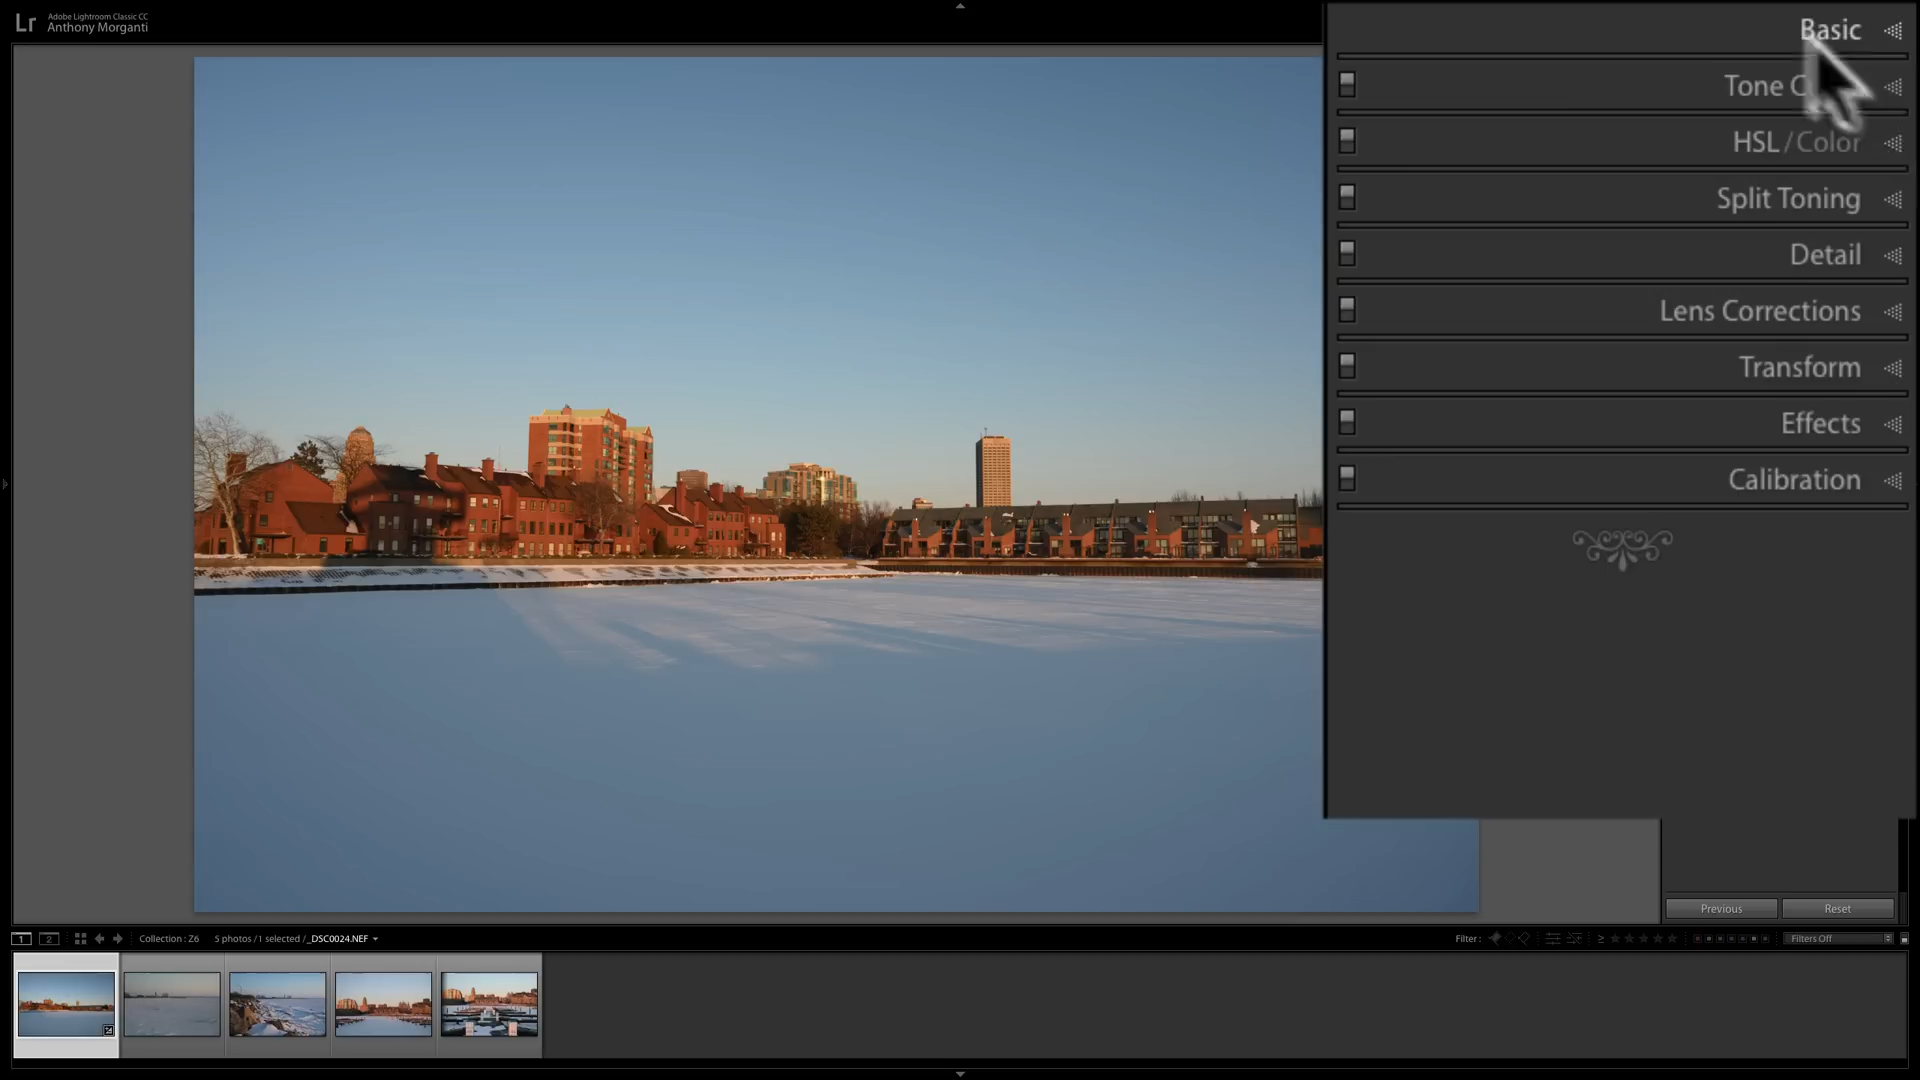 Lr
Adobe Lightroom Classic CC
Anthony Morganti
Basic
Tone C
HSL / Color
Split Toning
Detail
Lens Corrections
Transform
Effects
Calibration
Previous
Reset
1 2 Collection : Z6 5 photos / 1 selected / _DSC0024.NEF
Filter : ≥ Filters Off